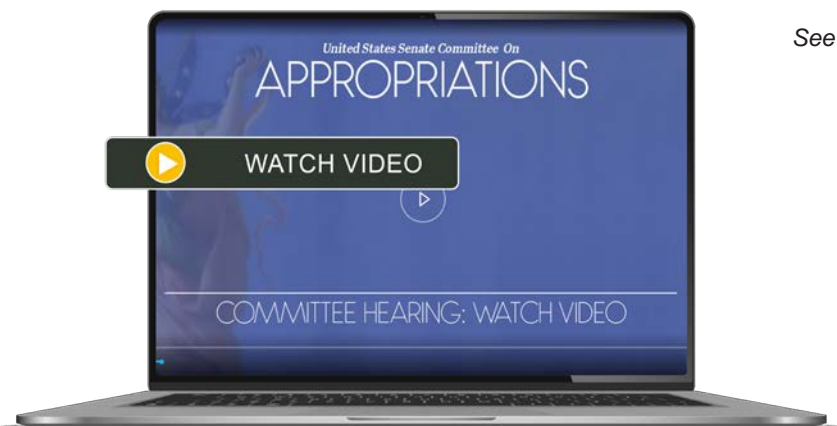 See
United States Senate Committee On
APPROPRIATIONS
WATCH VIDEO
COMMITTEE HEARING: WATCH VIDEO